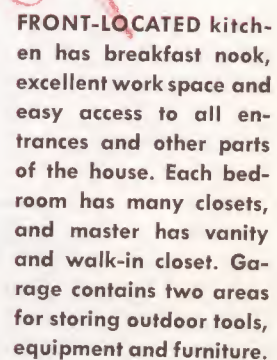 FRONT-LOCATED kitch-
en has breakfast nook,
excellent work space and
easy access to all en-
trances and other parts
of the house. Each bed-
room has many closets,
and master has vanity
and walk-in closet. Ga-
rage contains two areas
for storing outdoor tools,
equipment and furniture